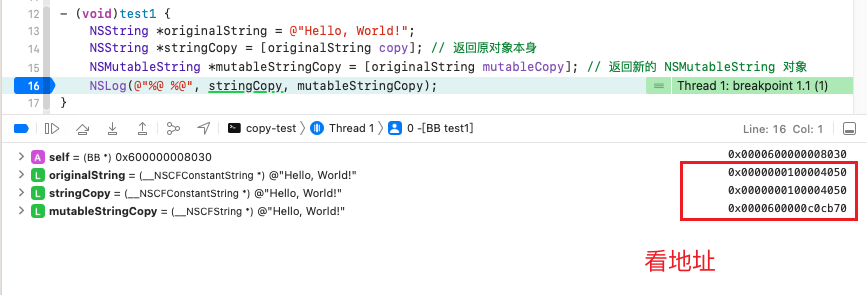 11
12 - (void)test1 {
13 NSString *originalString = @"Hello, World!";
14 NSString *stringCopy = [originalString copy]; // 返回原对象本身
15 NSMutableString *mutableStringCopy = [originalString mutableCopy]; // 返回新的 NSMutableString 对象
16 NSLog(@"%@ %@", stringCopy, mutableStringCopy); = Thread 1: breakpoint 1.1 (1)
17 }
copy-test Thread 1 0 -[BB test1] Line: 16 Col: 1
A self = (BB *) 0x600000008030 0x0000600000008030
L originalString = (__NSCFConstantString *) @"Hello, World!" 0x0000000100004050
L stringCopy = (__NSCFConstantString *) @"Hello, World!" 0x0000000100004050
L mutableStringCopy = (__NSCFString *) @"Hello, World!" 0x0000600000c0cb70
看地址